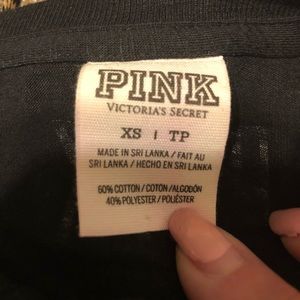 PINK
VICTORIA'S SECRET
XS | TP
MADE IN SRI LANKA / FAIT AU
SRI LANKA / HECHO EN SRI LANKA
60% COTTON / COTON / ALGODÓN
40% POLYESTER / POLIÉSTER